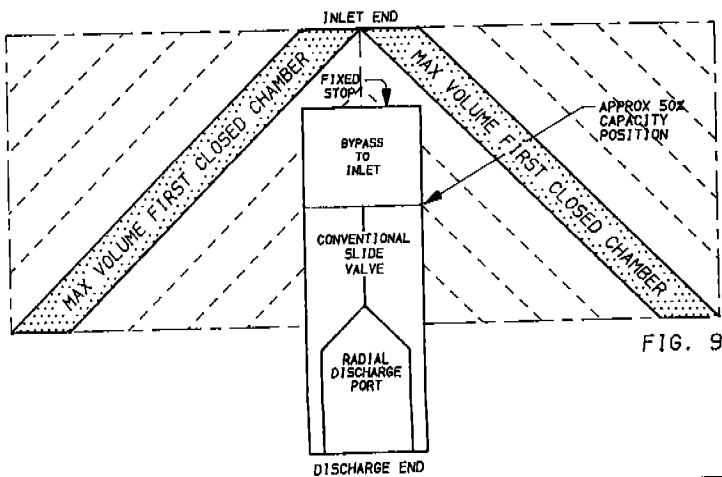 INLET END
MAX VOLUME FIRST CLOSED CHAMBER
MAX VOLUME FIRST CLOSED CHAMBER
FIXED
STOP
APPROX 50%
CAPACITY
POSITION
BYPASS
TO
INLET
CONVENTIONAL
SLIDE
VALVE
RADIAL
DISCHARGE
PORT
FIG. 9
DISCHARGE END